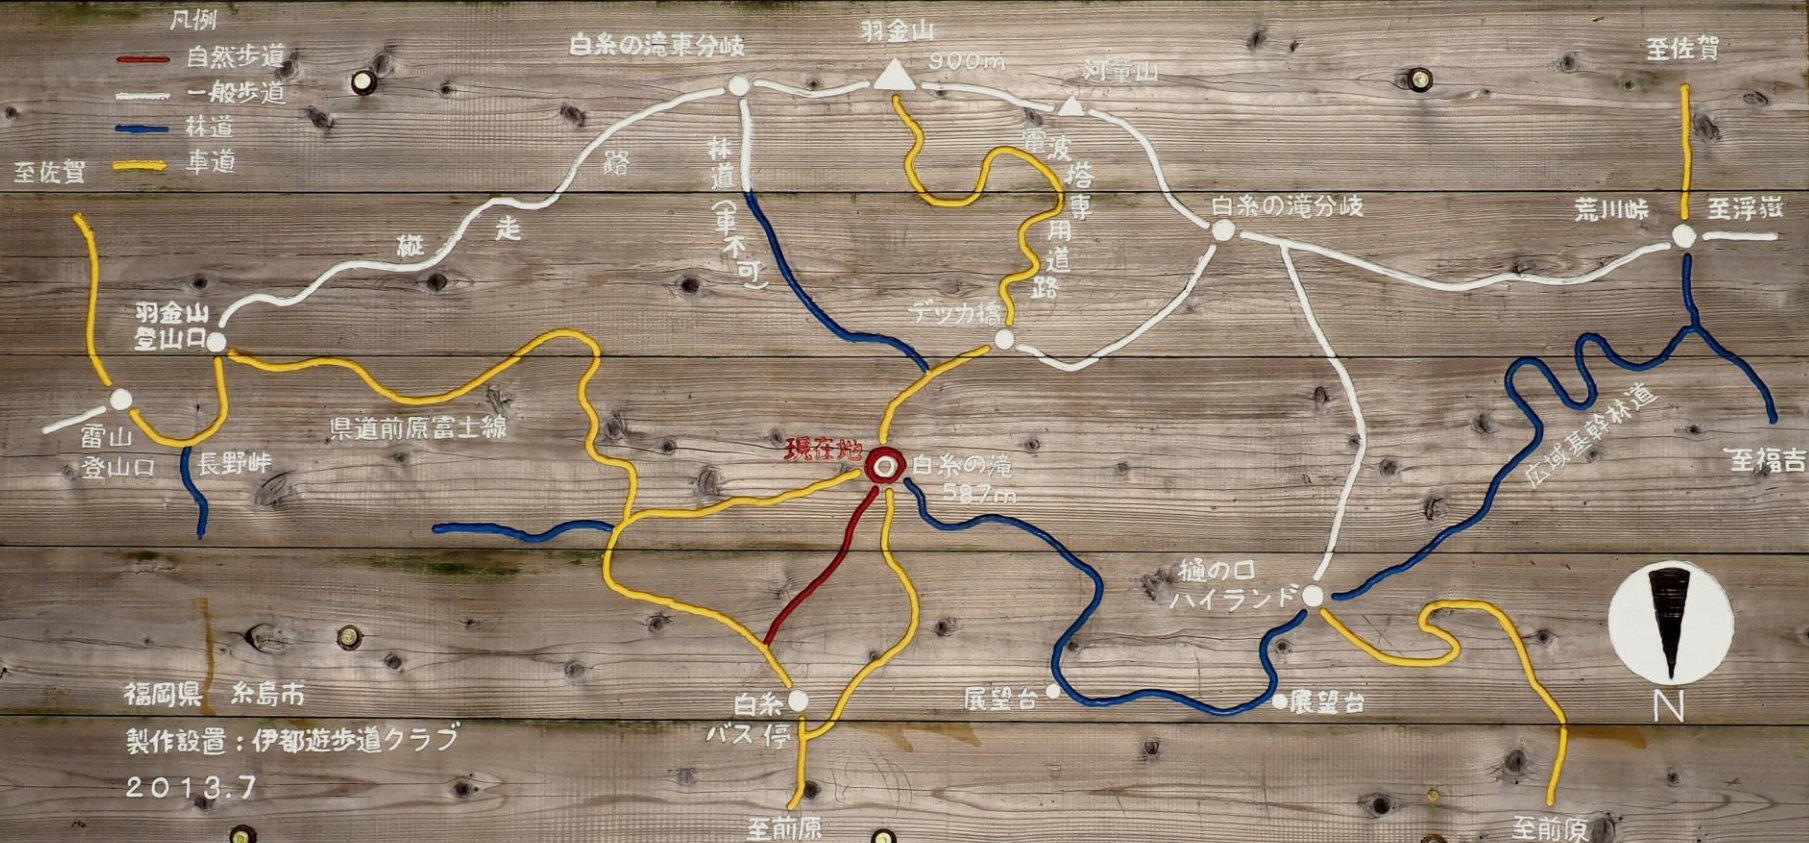 凡例
自然歩道
一般歩道
林道
車道
至佐賀
白糸の滝東分岐
羽金山
900m
河童山
至佐賀
縦走路
林道(車不可)
電波塔専用道路
白糸の滝分岐
荒川峠
至浮嶽
羽金山
登山口
デッカ橋
雷山
登山口
長野峠
県道前原富士線
現在地
白糸の滝
587m
広域基幹林道
至福吉
樋の口
ハイランド
展望台
展望台
白糸
バス停
至前原
至前原
N
福岡県 糸島市
製作設置:伊都遊歩道クラブ
2013.7